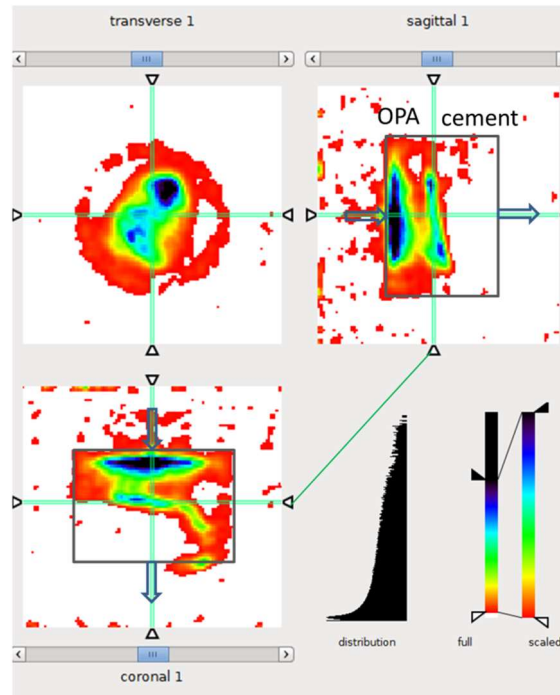 transverse 1
sagittal 1
OPA cement
distribution
full
scaled
coronal 1